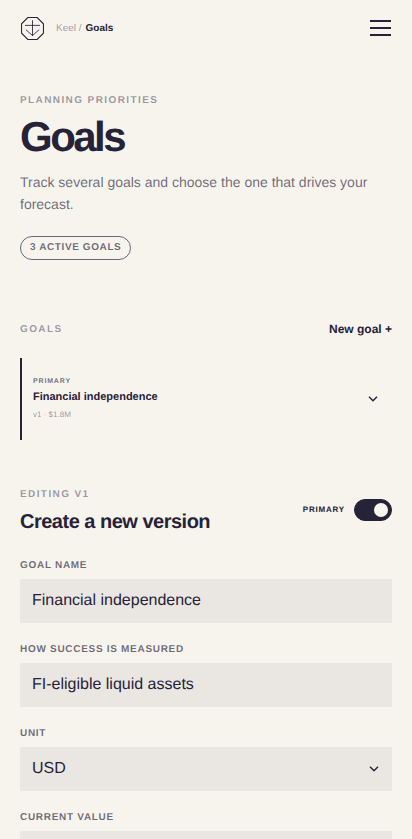 Keel / Goals
PLANNING PRIORITIES
Goals
Track several goals and choose the one that drives your
forecast.
3 ACTIVE GOALS
GOALS
New goal +
PRIMARY
Financial independence
v1 · $1.8M
EDITING V1
Create a new version
PRIMARY
GOAL NAME
Financial independence
HOW SUCCESS IS MEASURED
FI-eligible liquid assets
UNIT
USD
CURRENT VALUE